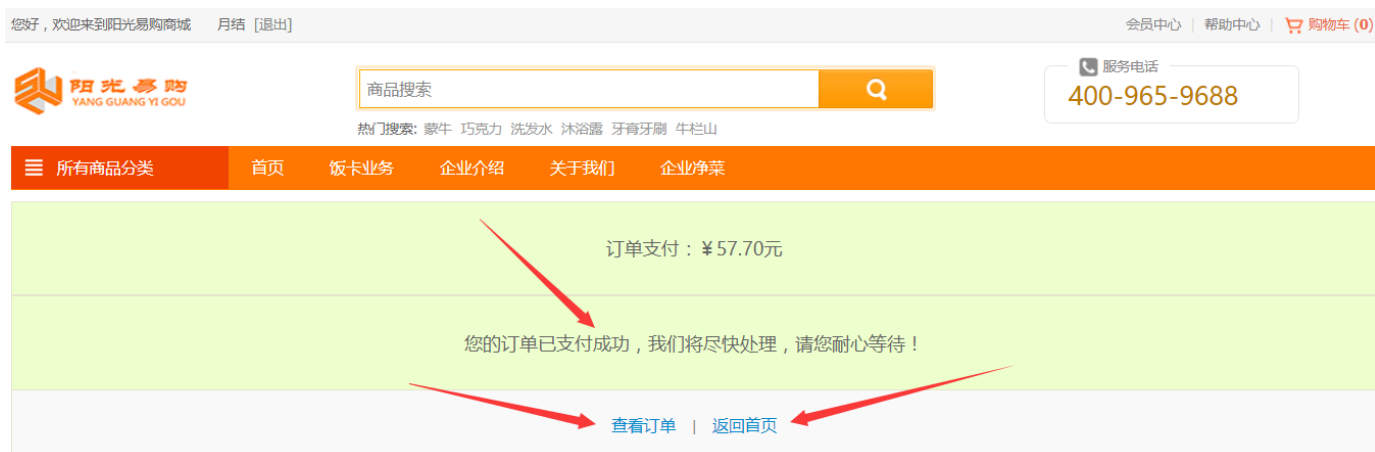 您好，欢迎来到阳光易购商城 月结 [退出] 会员中心 | 帮助中心 | 购物车 (0)
阳光易购
YANG GUANG YI GOU
商品搜索
热门搜索: 蒙牛 巧克力 洗发水 沐浴露 牙膏牙刷 牛栏山
服务电话
400-965-9688
所有商品分类 首页 饭卡业务 企业介绍 关于我们 企业净菜
订单支付：¥57.70元
您的订单已支付成功，我们将尽快处理，请您耐心等待！
查看订单 | 返回首页